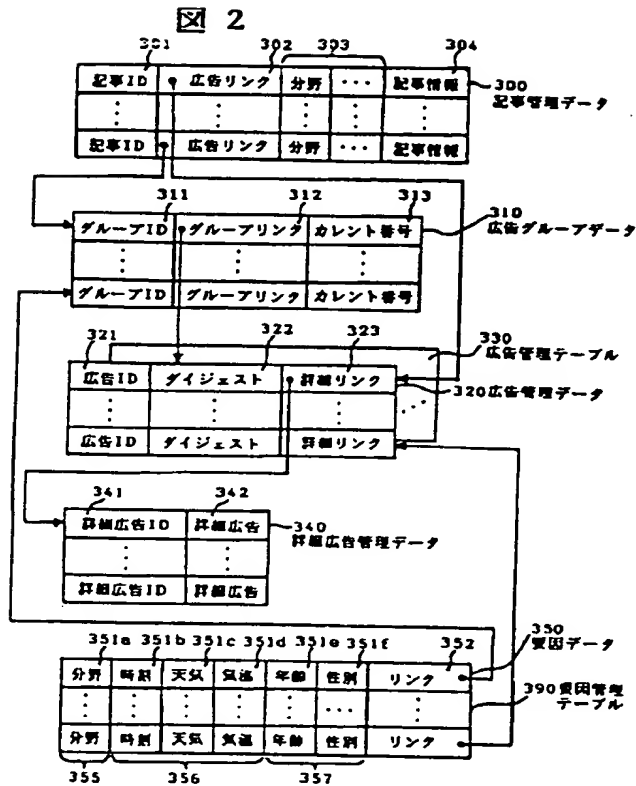 図 2
301 302 303 304
記事ID 広告リンク 分野 ... 記事情報
300
記事管理データ
記事ID 広告リンク 分野 ... 記事情報
311 312 313
グループID グループリンク カレント番号
310
広告グループデータ
グループID グループリンク カレント番号
330
広告管理テーブル
321 322 323
広告ID ダイジェスト 詳細リンク
320広告管理データ
広告ID ダイジェスト 詳細リンク
341 342
詳細広告ID 詳細広告
340
詳細広告管理データ
詳細広告ID 詳細広告
351a 351b 351c 351d 351e 351f 352
350
要因データ
分野 時刻 天気 気温 年齢 性別 リンク
390要因管理
テーブル
分野 時刻 天気 気温 年齢 性別 リンク
355 356 357